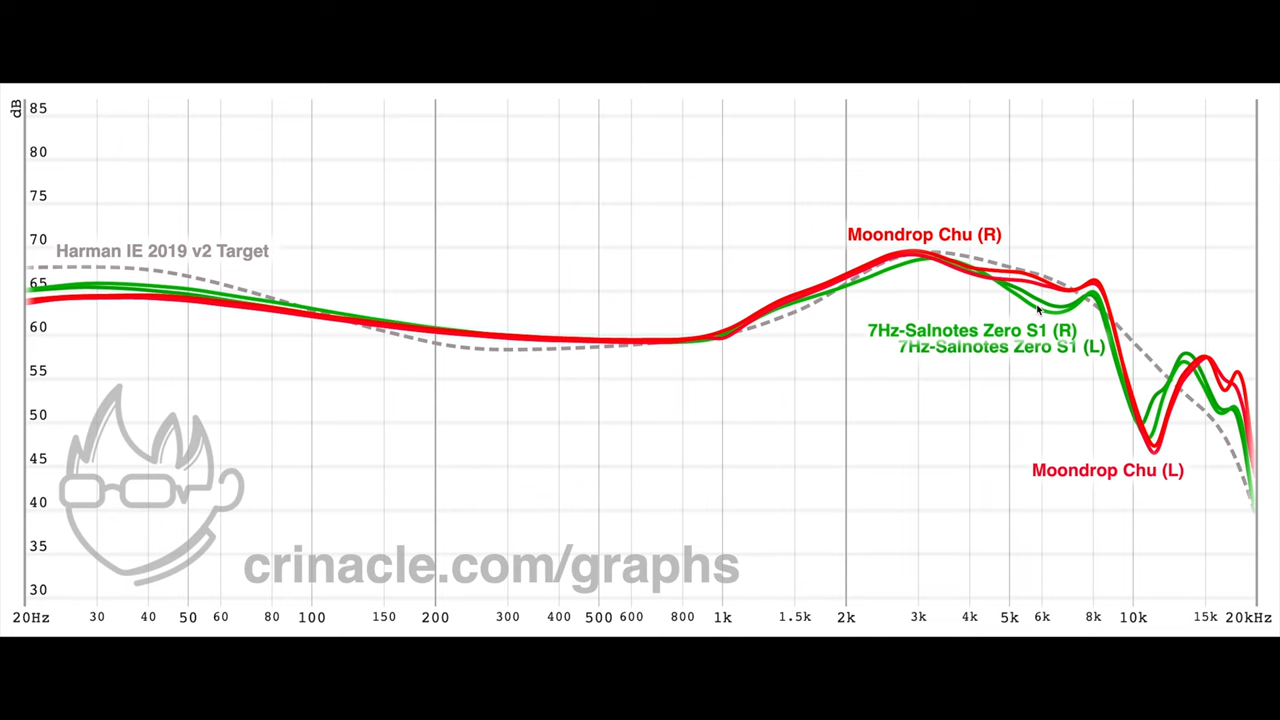 dB
85
80
75
70
Moondrop Chu (R)
Harman IE 2019 v2 Target
65
60
7Hz-Salnotes Zero S1 (R)
7Hz-Salnotes Zero S1 (L)
55
50
Moondrop Chu (L)
45
40
35
crinacle.com/graphs
30
20Hz 30 40 50 60 80 100 150 200 300 400 500 600 800 1k 1.5k 2k 3k 4k 5k 6k 8k 10k 15k 20kHz